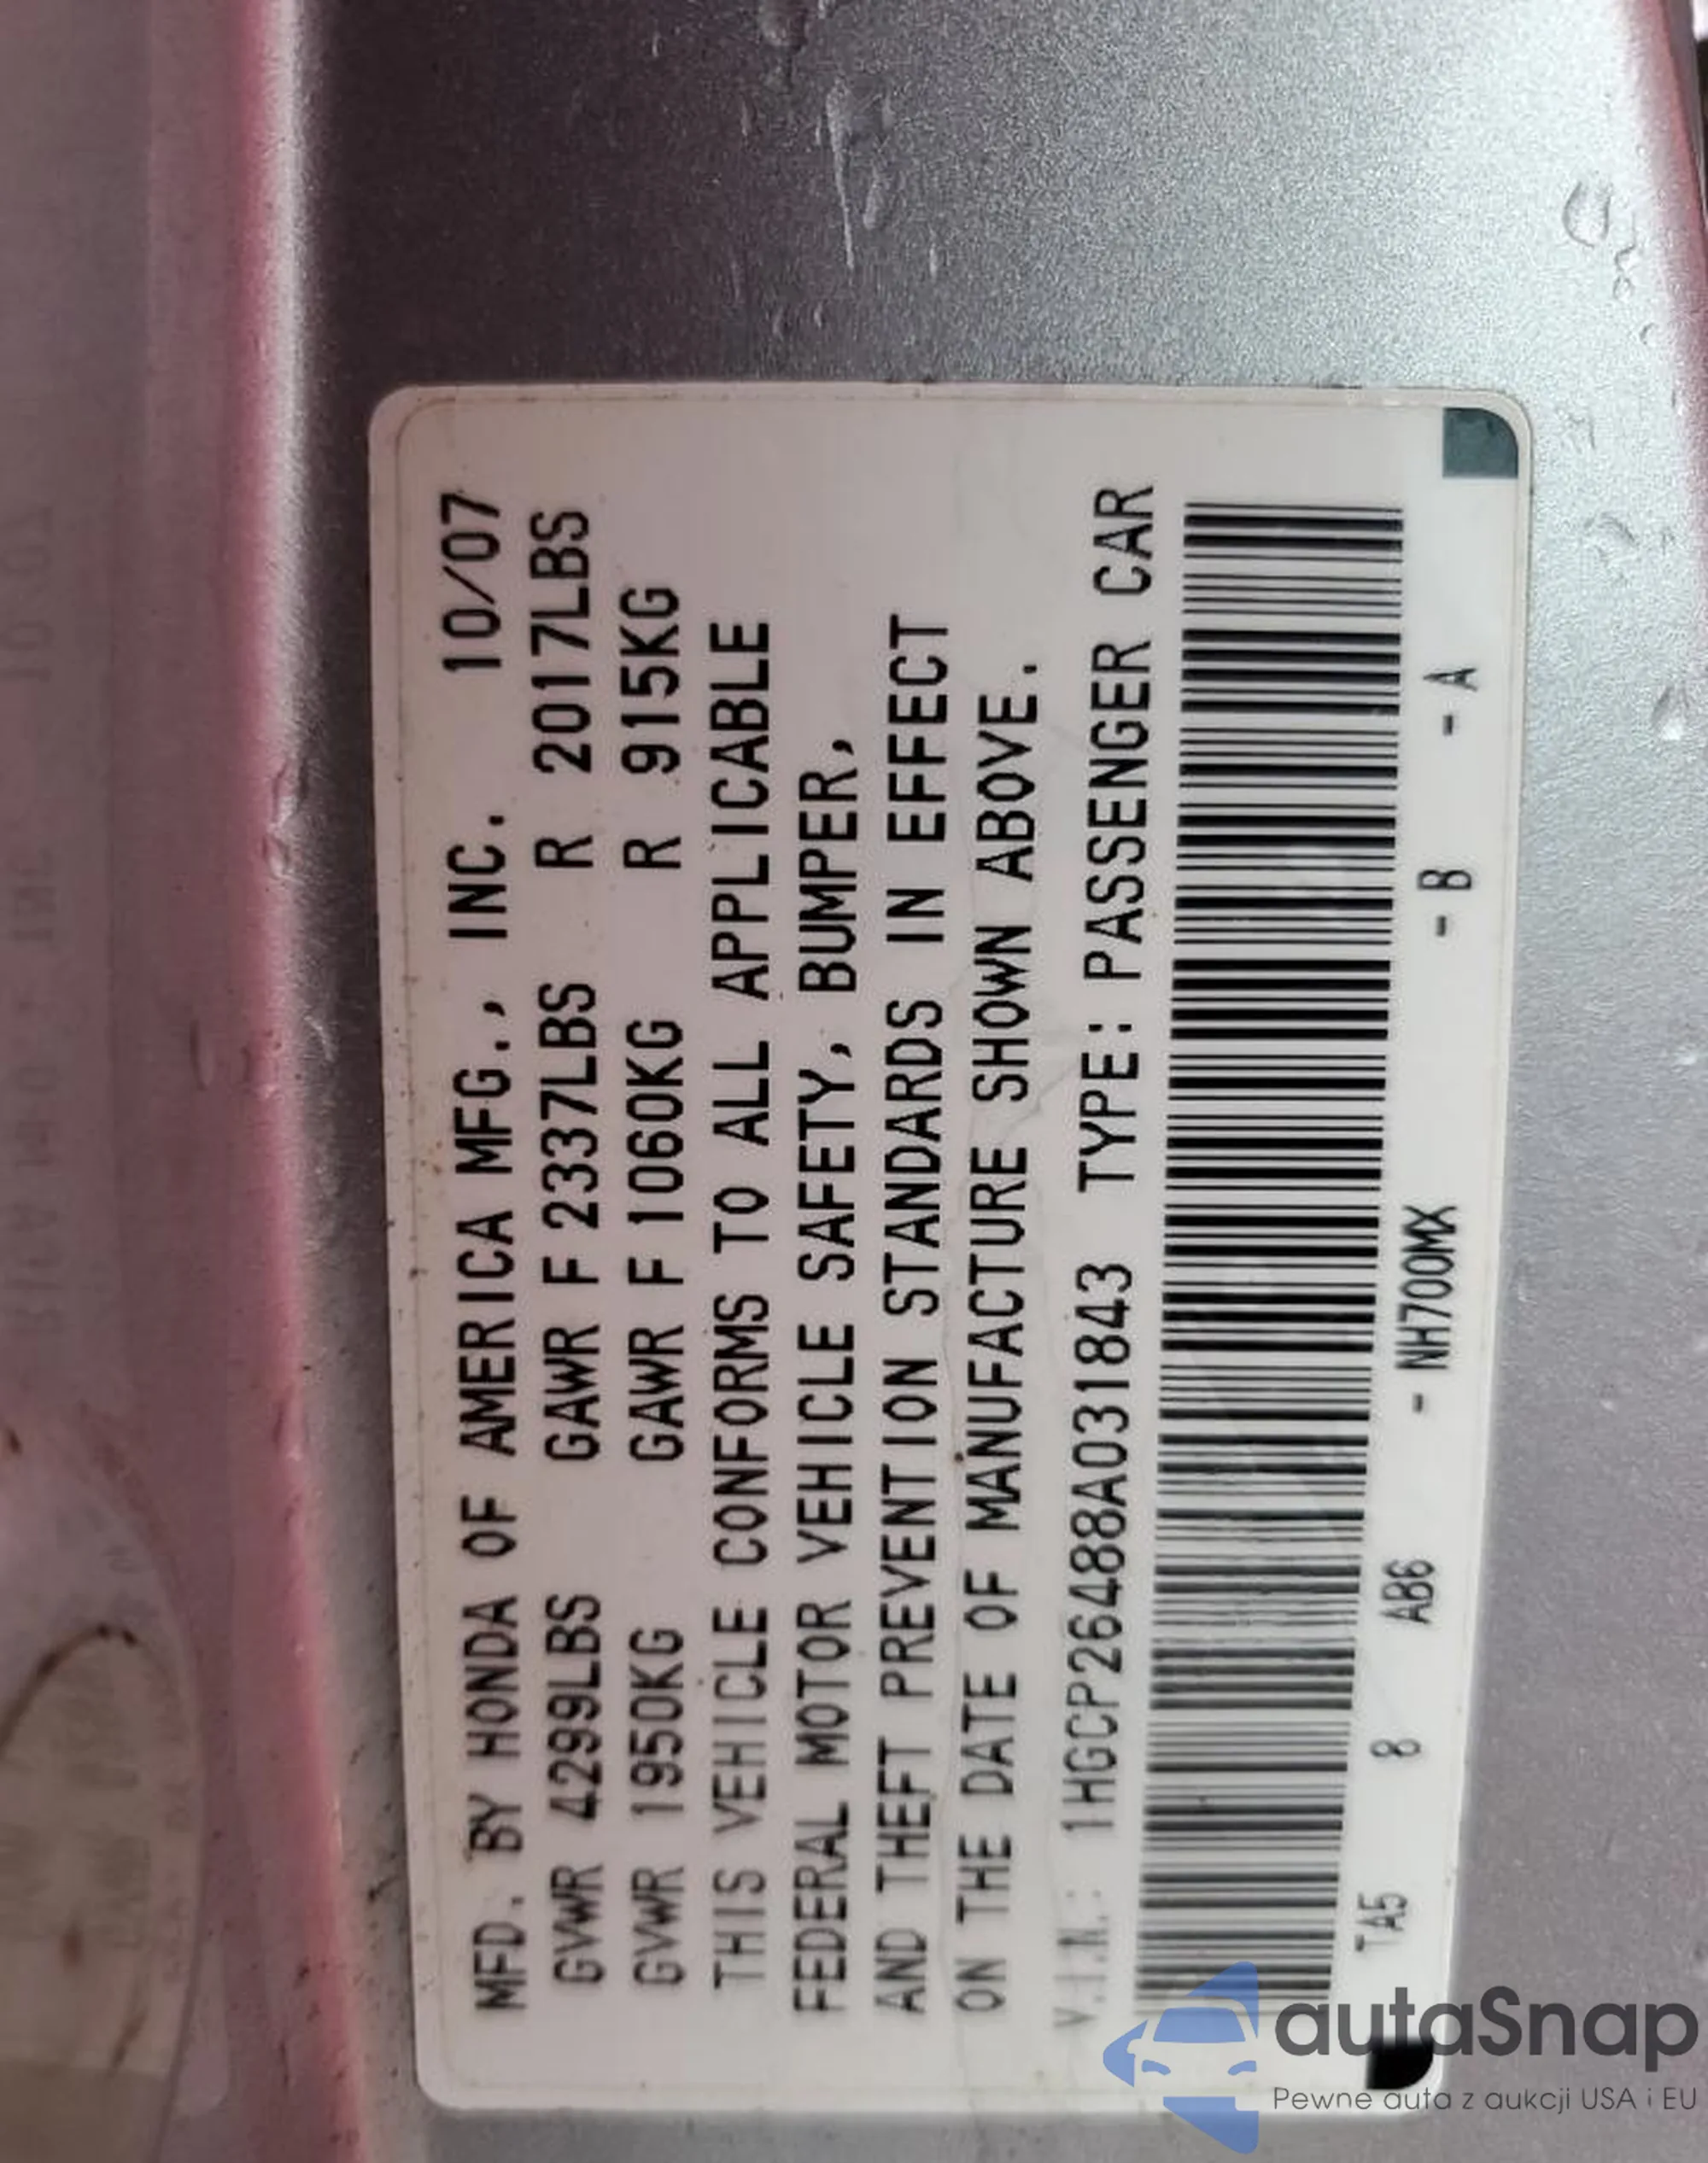 MFD. BY HONDA OF AMERICA MFG., INC. 10/07
GVWR 4299LBS GAWR F 2337LBS R 2017LBS
GVWR 1950KG GAWR F 1060KG R 915KG
THIS VEHICLE CONFORMS TO ALL APPLICABLE
FEDERAL MOTOR VEHICLE SAFETY, BUMPER,
AND THEFT PREVENTION STANDARDS IN EFFECT
ON THE DATE OF MANUFACTURE SHOWN ABOVE.
V.I.N.: 1HGCP26488A031843 TYPE: PASSENGER CAR
TA5 8 AB6 - NH700MX - B - A
autaSnap
Pewne auta z aukcji USA i EU